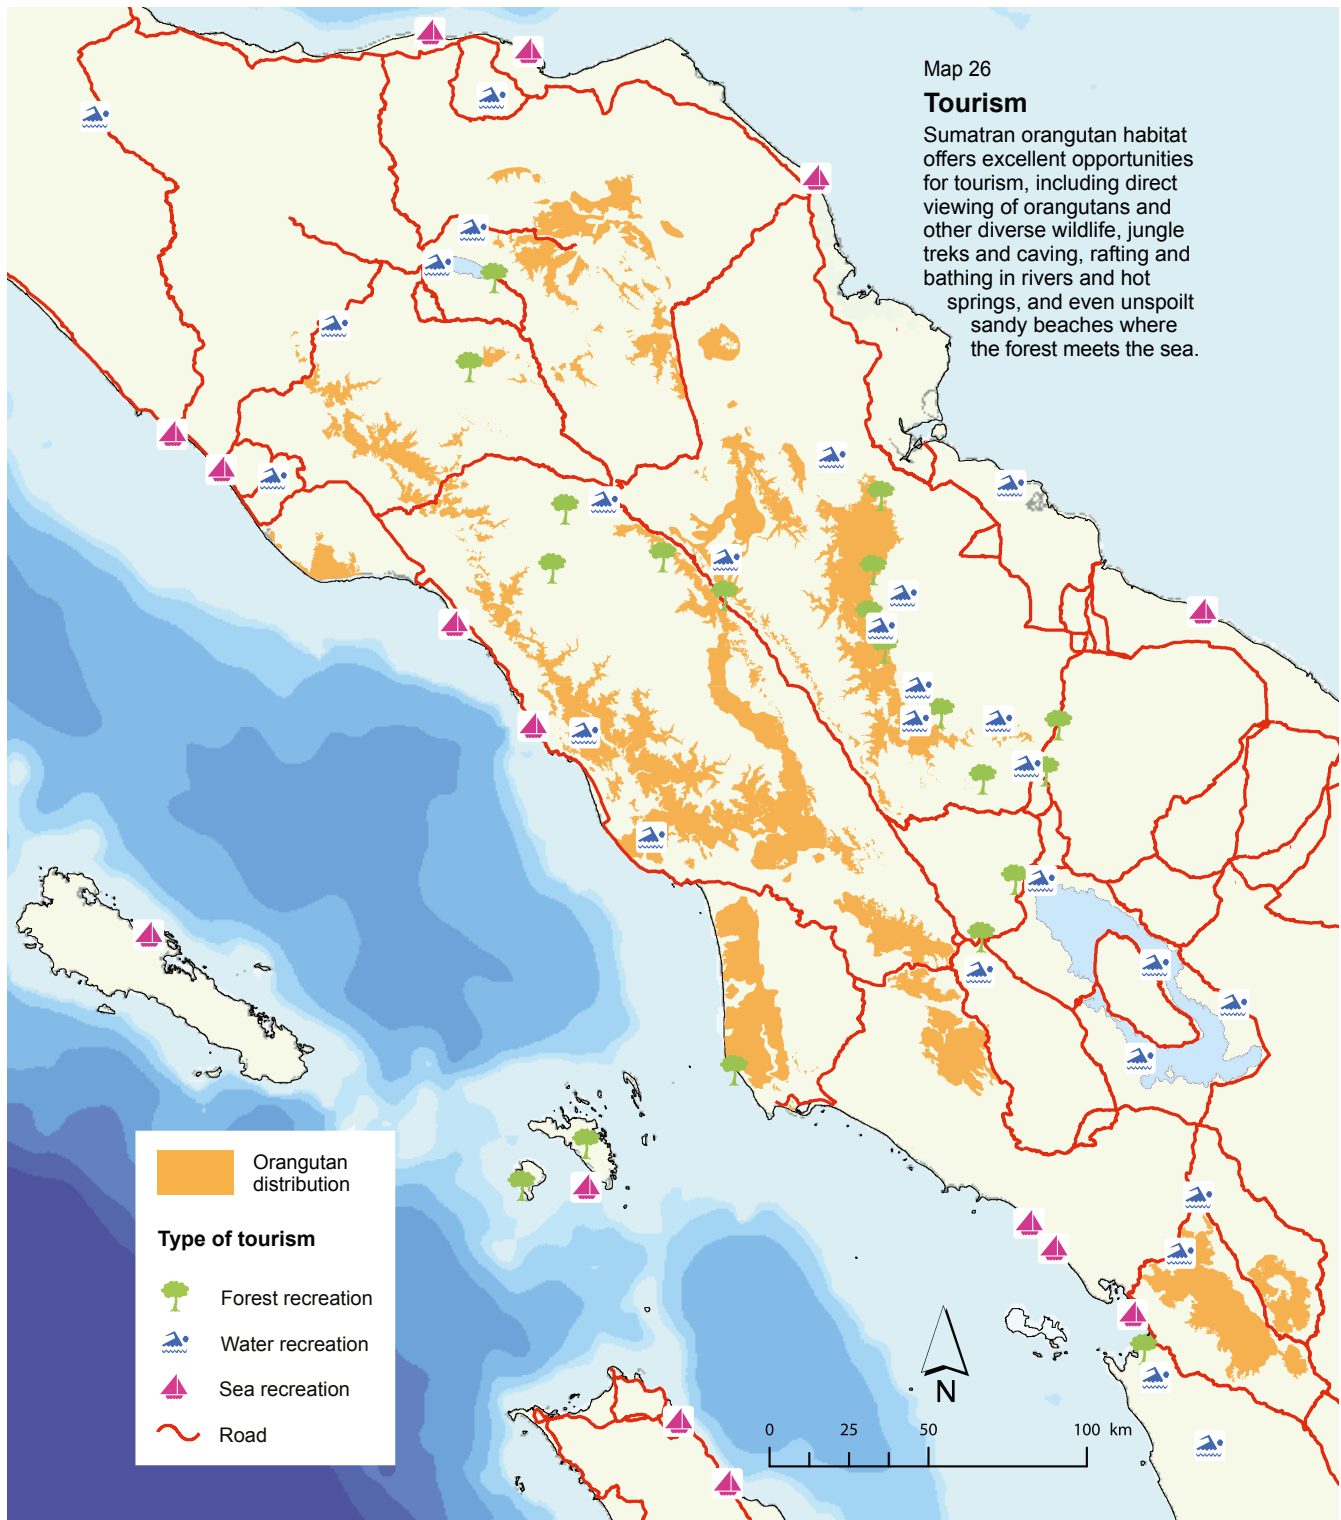 Map 26
Tourism
Sumatran orangutan habitat
offers excellent opportunities
for tourism, including direct
viewing of orangutans and
other diverse wildlife, jungle
treks and caving, rafting and
bathing in rivers and hot
springs, and even unspoilt
sandy beaches where
the forest meets the sea.
Orangutan
distribution
Type of tourism
Forest recreation
Water recreation
Sea recreation
Road
N
0 25 50 100 km